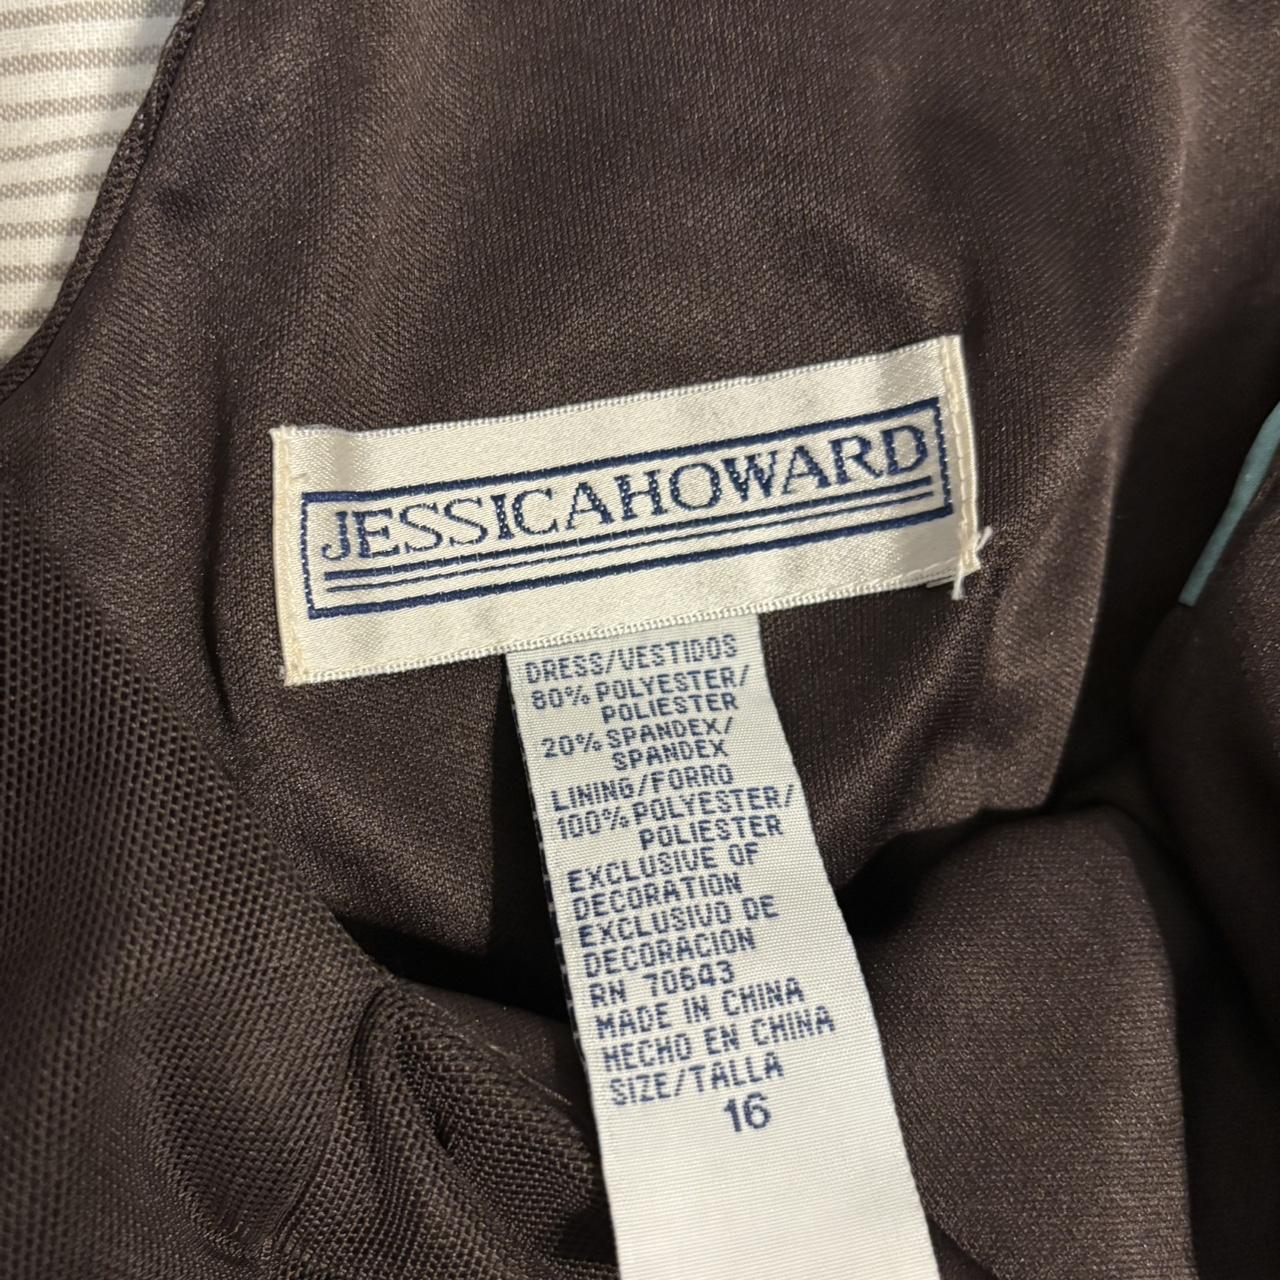 JESSICAHOWARD
DRESS/VESTIDOS
80% POLYESTER/
POLIESTER
20% SPANDEX/
SPANDEX
LINING/FORRO
100% POLYESTER/
POLIESTER
EXCLUSIVE OF
DECORATION
EXCLUSIVO DE
DECORACION
RN 70643
MADE IN CHINA
HECHO EN CHINA
SIZE/TALLA
16